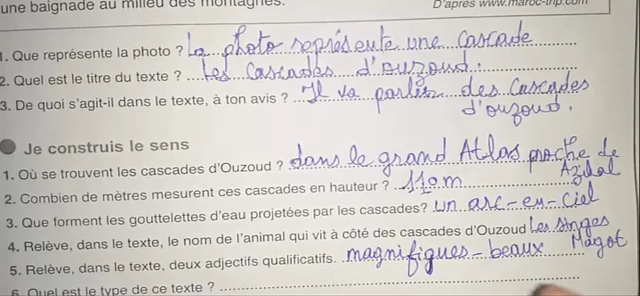 une baignade au milieu des montagnes.
D'après www.maroc-trip.com
1. Que représente la photo ? La photo représente une cascade
2. Quel est le titre du texte ? Les Cascades d'ouzoud.
3. De quoi s'agit-il dans le texte, à ton avis ? Il va parler des Cascades
d'ouzoud.
Je construis le sens
1. Où se trouvent les cascades d'Ouzoud ? dans le grand Atlas proche de
Azilal
2. Combien de mètres mesurent ces cascades en hauteur ? 110m
3. Que forment les gouttelettes d'eau projetées par les cascades? un arc-en-ciel
4. Relève, dans le texte, le nom de l'animal qui vit à côté des cascades d'Ouzoud Les singes
Magot
5. Relève, dans le texte, deux adjectifs qualificatifs. magnifiques - beaux
6. Quel est le type de ce texte ?